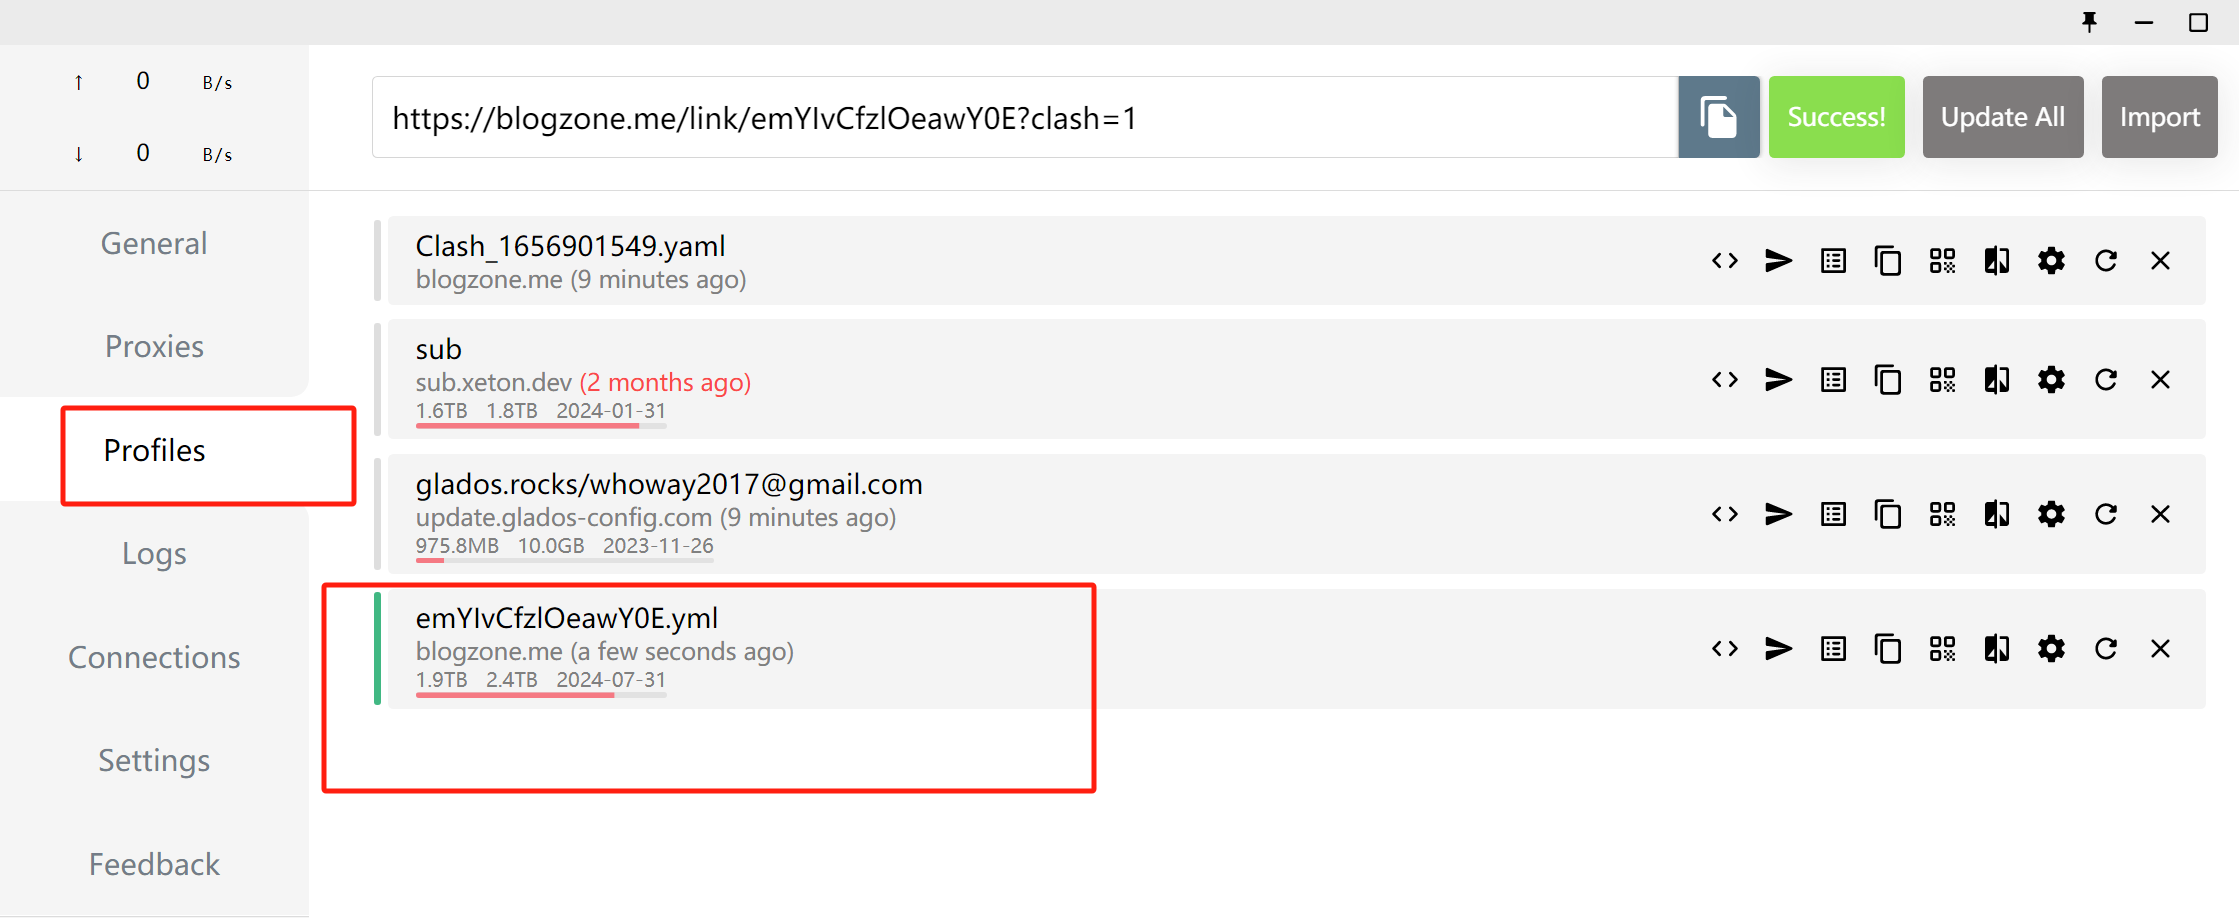 ↑ 0 B/s
↓ 0 B/s
https://blogzone.me/link/emYIvCfzlOeawY0E?clash=1
Success!
Update All
Import
General
Proxies
Profiles
Logs
Connections
Settings
Feedback
Clash_1656901549.yaml
blogzone.me (9 minutes ago)
sub
sub.xeton.dev (2 months ago)
1.6TB 1.8TB 2024-01-31
glados.rocks/whoway2017@gmail.com
update.glados-config.com (9 minutes ago)
975.8MB 10.0GB 2023-11-26
emYIvCfzlOeawY0E.yml
blogzone.me (a few seconds ago)
1.9TB 2.4TB 2024-07-31